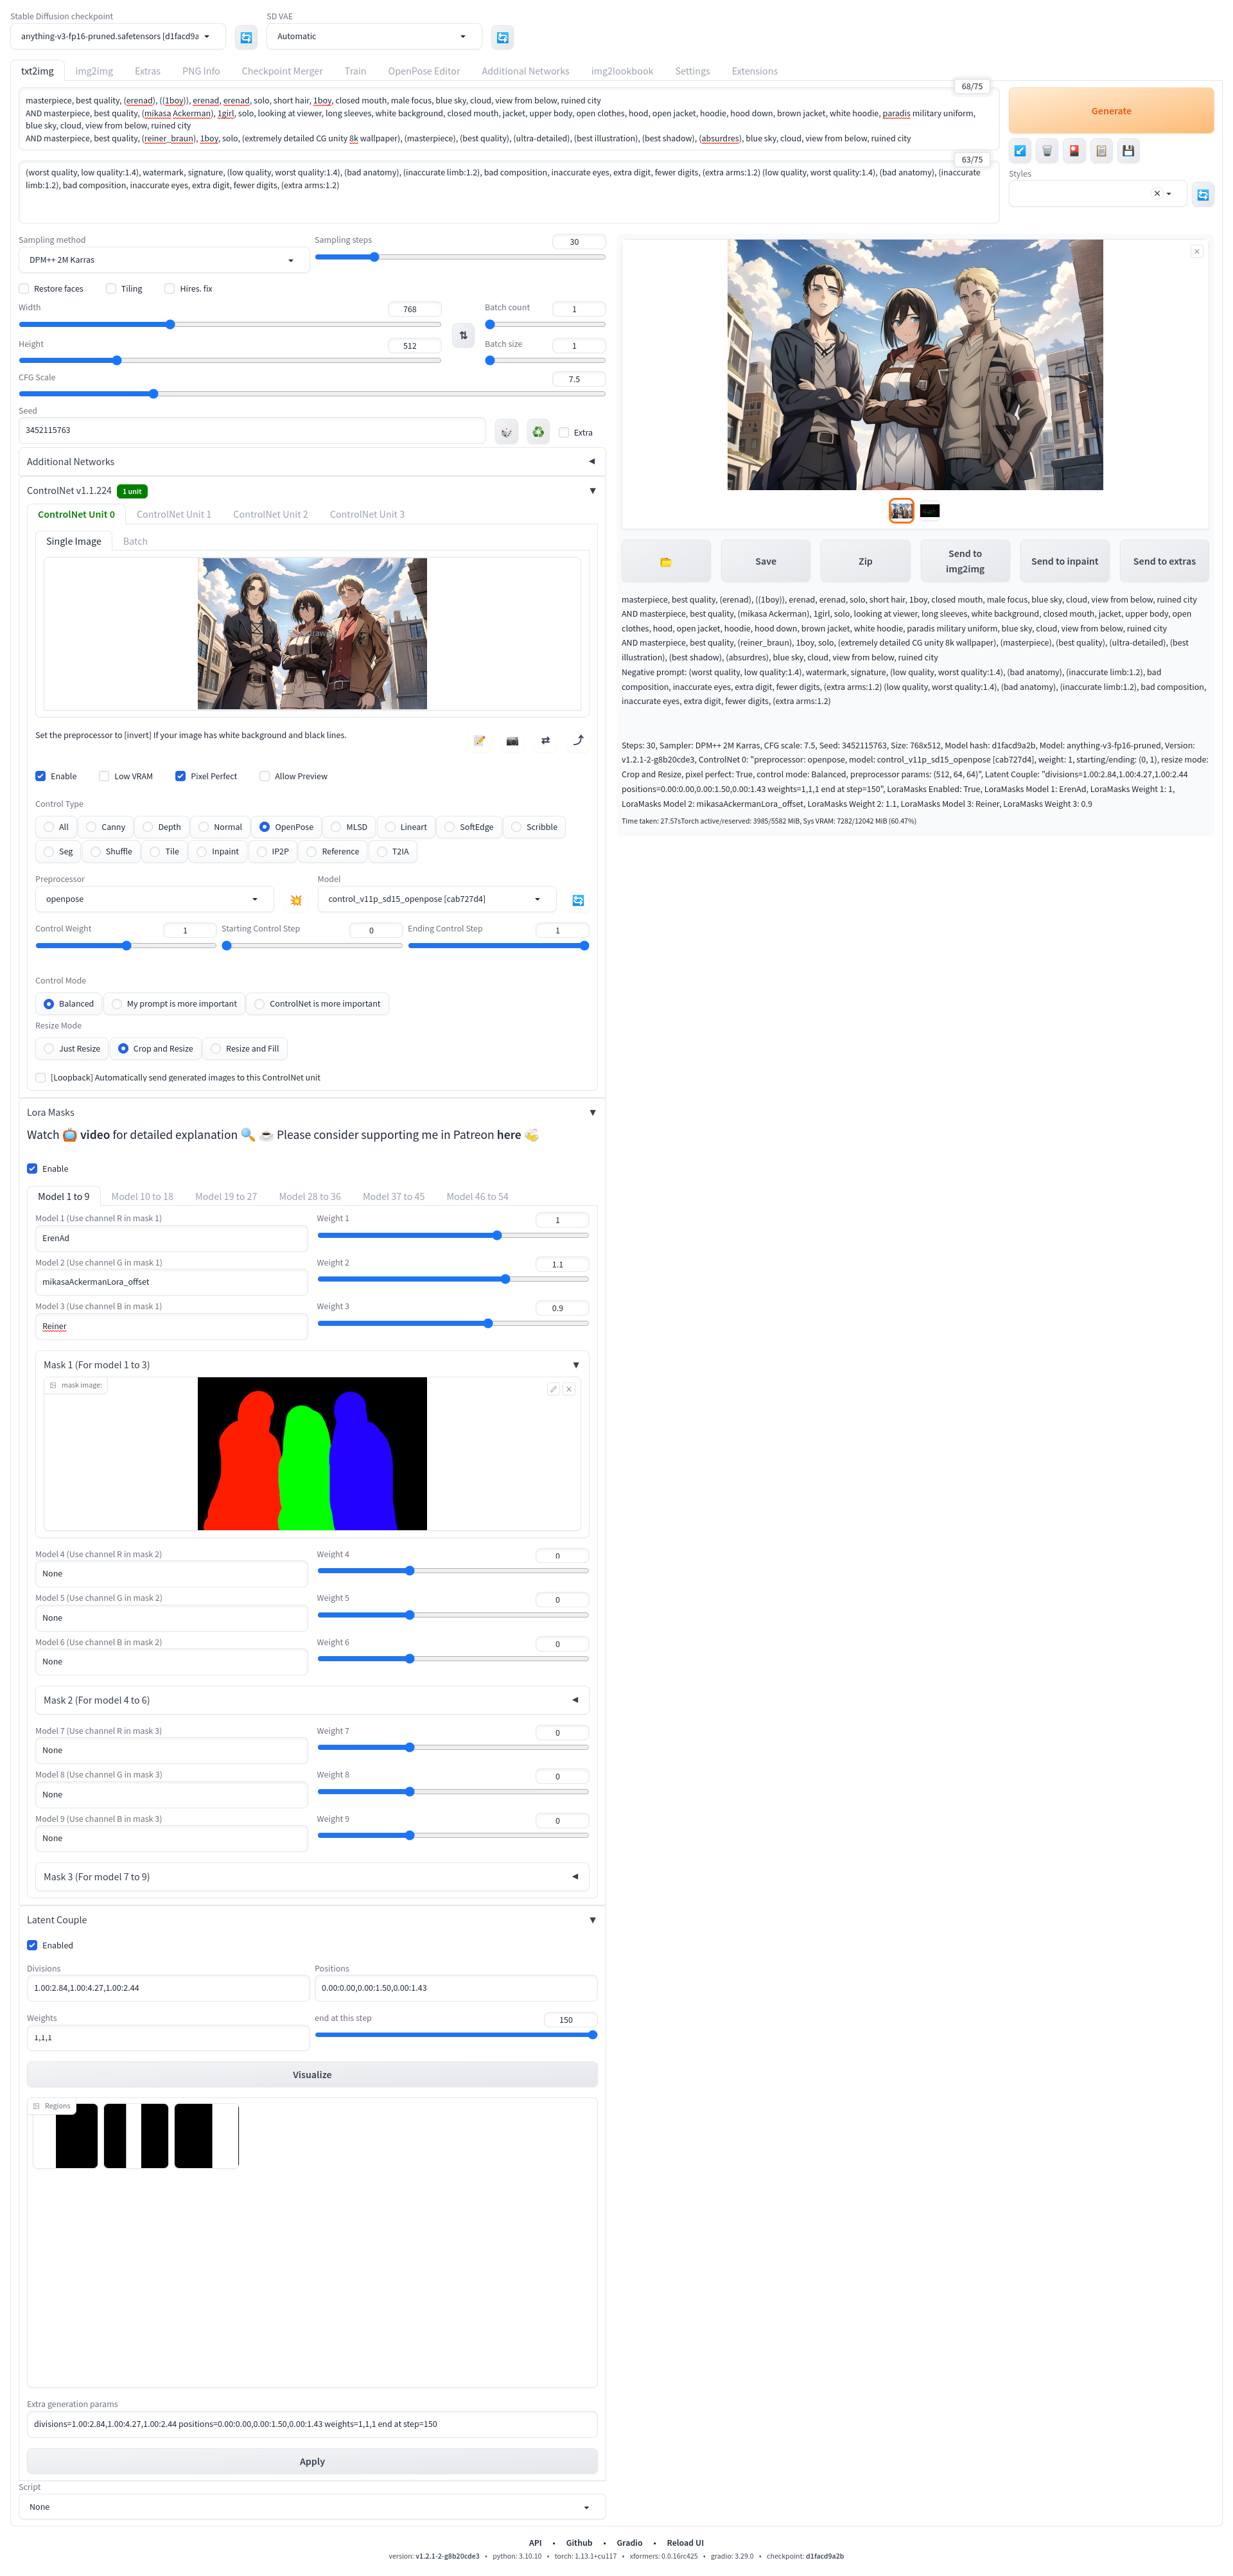 Stable Diffusion checkpoint
SD VAE
anything-v3-fp16-pruned.safetensors [d1facd9a
Automatic
txt2img
img2img
Extras
PNG Info
Checkpoint Merger
Train
OpenPose Editor
Additional Networks
img2lookbook
Settings
Extensions
68/75
masterpiece, best quality, (erenad), ((1boy)), erenad, erenad, solo, short hair, 1boy, closed mouth, male focus, blue sky, cloud, view from below, ruined city
AND masterpiece, best quality, (mikasa Ackerman), 1girl, solo, looking at viewer, long sleeves, white background, closed mouth, jacket, upper body, open clothes, hood, open jacket, hoodie, hood down, brown jacket, white hoodie, paradis military uniform,
blue sky, cloud, view from below, ruined city
AND masterpiece, best quality, (reiner_braun), 1boy, solo, (extremely detailed CG unity 8k wallpaper), (masterpiece), (best quality), (ultra-detailed), (best illustration), (best shadow), (absurdres), blue sky, cloud, view from below, ruined city
Generate
63/75
(worst quality, low quality:1.4), watermark, signature, (low quality, worst quality:1.4), (bad anatomy), (inaccurate limb:1.2), bad composition, inaccurate eyes, extra digit, fewer digits, (extra arms:1.2) (low quality, worst quality:1.4), (bad anatomy), (inaccurate
limb:1.2), bad composition, inaccurate eyes, extra digit, fewer digits, (extra arms:1.2)
Styles
Sampling method
DPM++ 2M Karras
Sampling steps
30
Restore faces
Tiling
Hires. fix
Width
768
Batch count
1
Height
512
Batch size
1
CFG Scale
7.5
Seed
3452115763
Extra
Additional Networks
ControlNet v1.1.224
1 unit
ControlNet Unit 0
ControlNet Unit 1
ControlNet Unit 2
ControlNet Unit 3
Single Image
Batch
Set the preprocessor to [invert] If your image has white background and black lines.
Enable
Low VRAM
Pixel Perfect
Allow Preview
Control Type
All
Canny
Depth
Normal
OpenPose
MLSD
Lineart
SoftEdge
Scribble
Seg
Shuffle
Tile
Inpaint
IP2P
Reference
T2IA
Preprocessor
openpose
Model
control_v11p_sd15_openpose [cab727d4]
Control Weight
1
Starting Control Step
0
Ending Control Step
1
Control Mode
Balanced
My prompt is more important
ControlNet is more important
Resize Mode
Just Resize
Crop and Resize
Resize and Fill
[Loopback] Automatically send generated images to this ControlNet unit
Lora Masks
Watch 📺 video for detailed explanation 🔍 ☕ Please consider supporting me in Patreon here 🍻
Enable
Model 1 to 9
Model 10 to 18
Model 19 to 27
Model 28 to 36
Model 37 to 45
Model 46 to 54
Model 1 (Use channel R in mask 1)
ErenAd
Weight 1
1
Model 2 (Use channel G in mask 1)
mikasaAckermanLora_offset
Weight 2
1.1
Model 3 (Use channel B in mask 1)
Reiner
Weight 3
0.9
Mask 1 (For model 1 to 3)
mask image:
Model 4 (Use channel R in mask 2)
None
Weight 4
0
Model 5 (Use channel G in mask 2)
None
Weight 5
0
Model 6 (Use channel B in mask 2)
None
Weight 6
0
Mask 2 (For model 4 to 6)
Model 7 (Use channel R in mask 3)
None
Weight 7
0
Model 8 (Use channel G in mask 3)
None
Weight 8
0
Model 9 (Use channel B in mask 3)
None
Weight 9
0
Mask 3 (For model 7 to 9)
Latent Couple
Enabled
Divisions
1.00:2.84,1.00:4.27,1.00:2.44
Positions
0.00:0.00,0.00:1.50,0.00:1.43
Weights
1,1,1
end at this step
150
Visualize
Regions
Extra generation params
divisions=1.00:2.84,1.00:4.27,1.00:2.44 positions=0.00:0.00,0.00:1.50,0.00:1.43 weights=1,1,1 end at step=150
Apply
Script
None
Save
Zip
Send to
img2img
Send to inpaint
Send to extras
masterpiece, best quality, (erenad), ((1boy)), erenad, erenad, solo, short hair, 1boy, closed mouth, male focus, blue sky, cloud, view from below, ruined city
AND masterpiece, best quality, (mikasa Ackerman), 1girl, solo, looking at viewer, long sleeves, white background, closed mouth, jacket, upper body, open
clothes, hood, open jacket, hoodie, hood down, brown jacket, white hoodie, paradis military uniform, blue sky, cloud, view from below, ruined city
AND masterpiece, best quality, (reiner_braun), 1boy, solo, (extremely detailed CG unity 8k wallpaper), (masterpiece), (best quality), (ultra-detailed), (best
illustration), (best shadow), (absurdres), blue sky, cloud, view from below, ruined city
Negative prompt: (worst quality, low quality:1.4), watermark, signature, (low quality, worst quality:1.4), (bad anatomy), (inaccurate limb:1.2), bad
composition, inaccurate eyes, extra digit, fewer digits, (extra arms:1.2) (low quality, worst quality:1.4), (bad anatomy), (inaccurate limb:1.2), bad composition,
inaccurate eyes, extra digit, fewer digits, (extra arms:1.2)
Steps: 30, Sampler: DPM++ 2M Karras, CFG scale: 7.5, Seed: 3452115763, Size: 768x512, Model hash: d1facd9a2b, Model: anything-v3-fp16-pruned, Version:
v1.2.1-2-g8b20cde3, ControlNet 0: "preprocessor: openpose, model: control_v11p_sd15_openpose [cab727d4], weight: 1, starting/ending: (0, 1), resize mode:
Crop and Resize, pixel perfect: True, control mode: Balanced, preprocessor params: (512, 64, 64)", Latent Couple: "divisions=1.00:2.84,1.00:4.27,1.00:2.44
positions=0.00:0.00,0.00:1.50,0.00:1.43 weights=1,1,1 end at step=150", LoraMasks Enabled: True, LoraMasks Model 1: ErenAd, LoraMasks Weight 1: 1,
LoraMasks Model 2: mikasaAckermanLora_offset, LoraMasks Weight 2: 1.1, LoraMasks Model 3: Reiner, LoraMasks Weight 3: 0.9
Time taken: 27.57sTorch active/reserved: 3985/5582 MiB, Sys VRAM: 7282/12042 MiB (60.47%)
API • Github • Gradio • Reload UI
version: v1.2.1-2-g8b20cde3 • python: 3.10.10 • torch: 1.13.1+cu117 • xformers: 0.0.16rc425 • gradio: 3.29.0 • checkpoint: d1facd9a2b